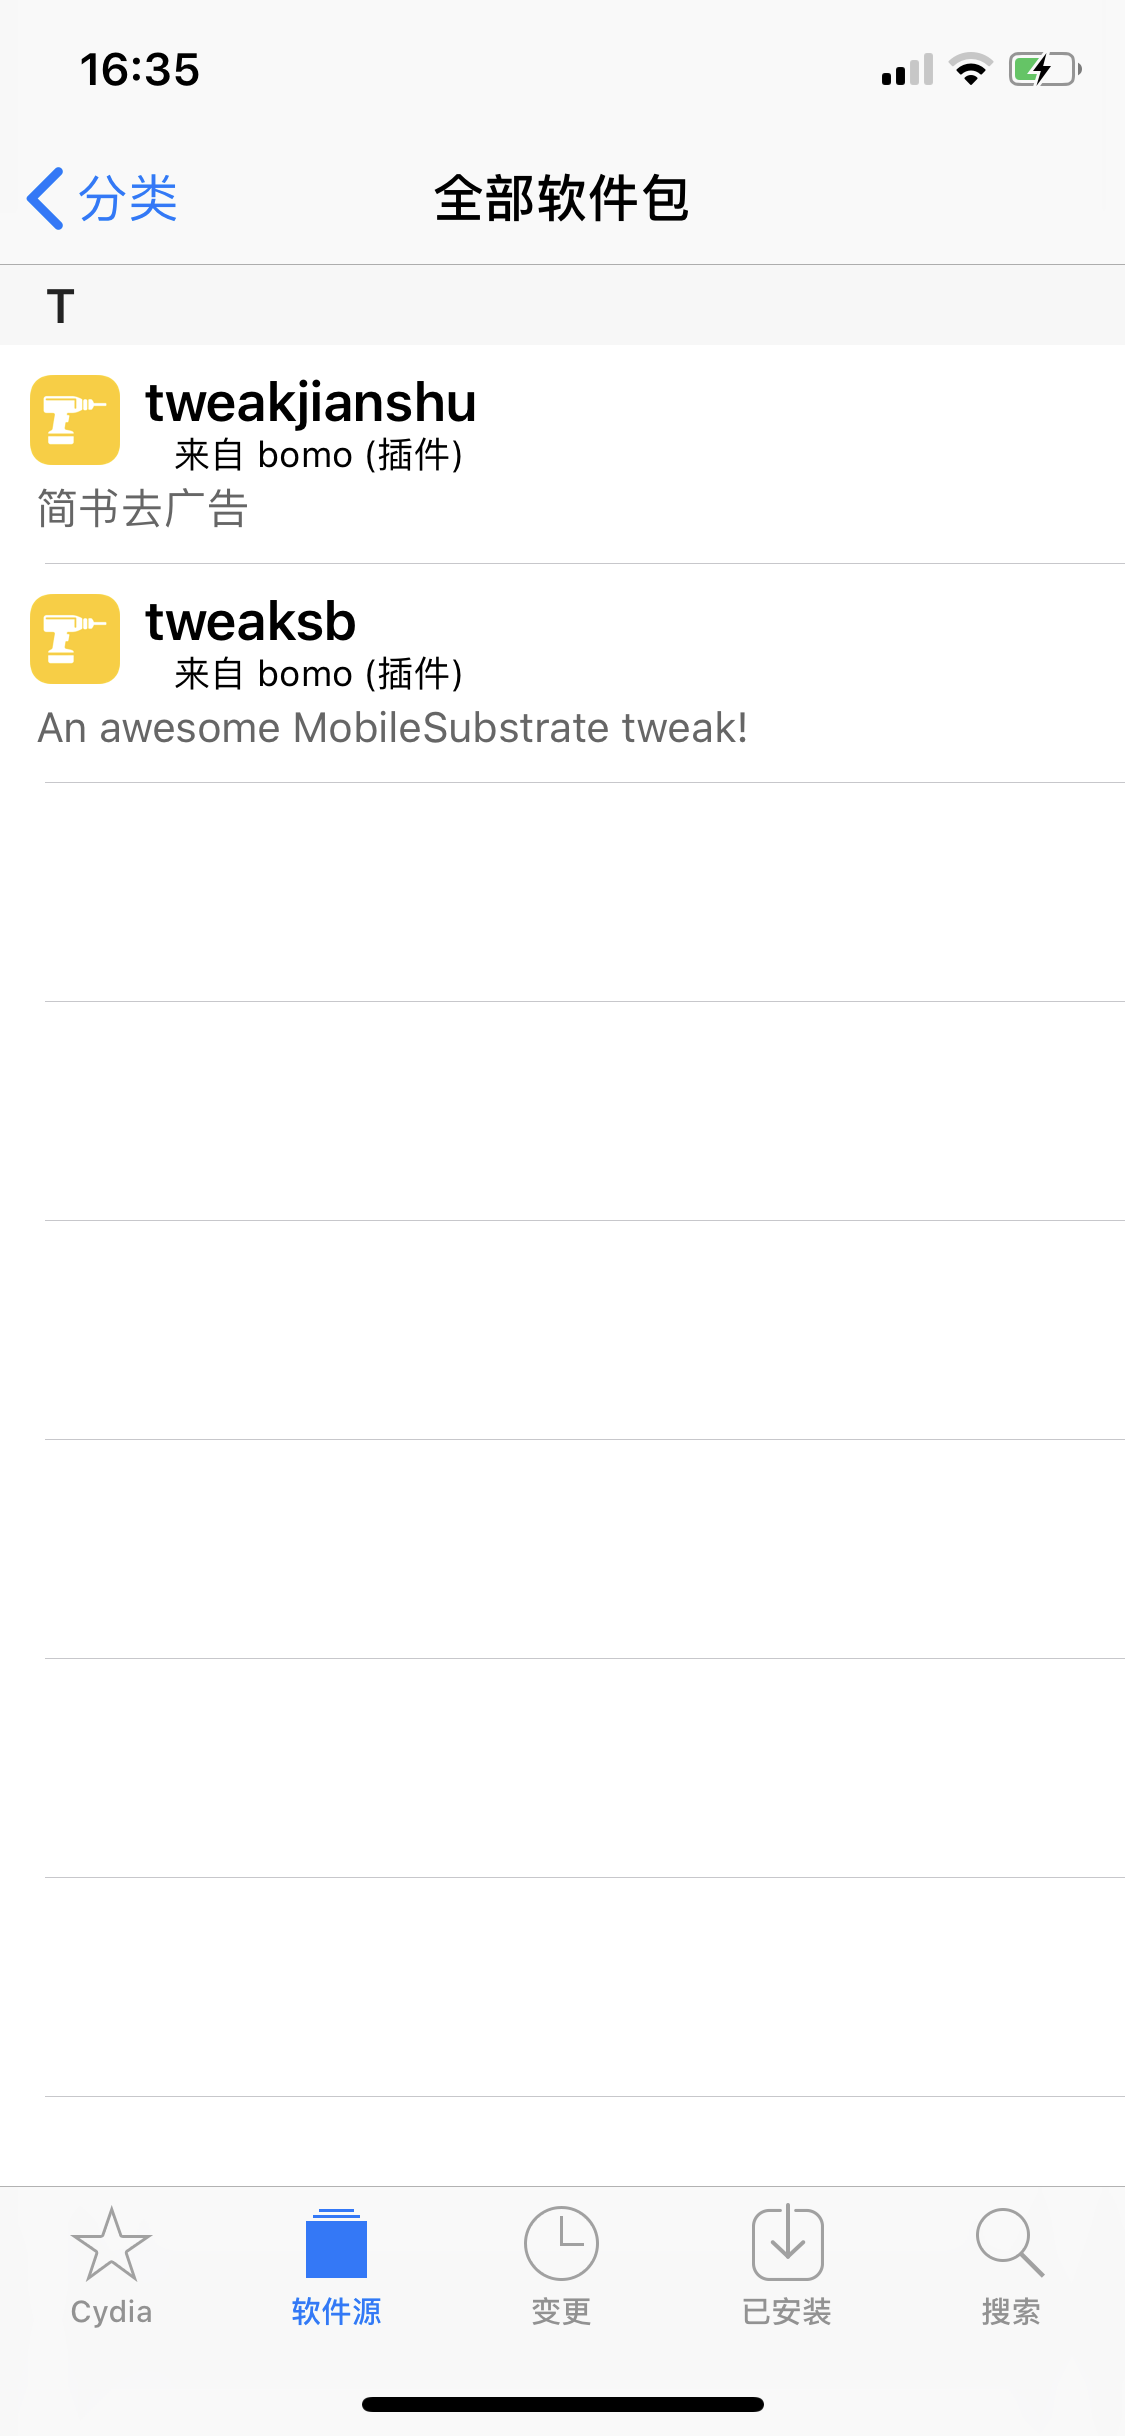 16:35
分类
全部软件包
T
tweakjianshu
来自 bomo (插件)
简书去广告
tweaksb
来自 bomo (插件)
An awesome MobileSubstrate tweak!
Cydia
软件源
变更
已安装
搜索